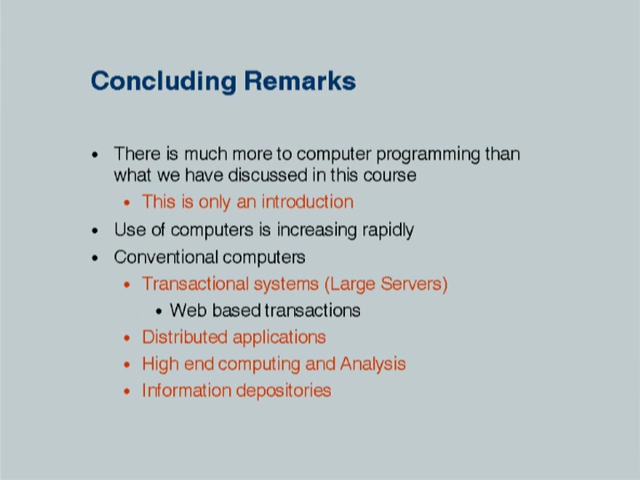 Concluding Remarks
• There is much more to computer programming than
what we have discussed in this course
• This is only an introduction
• Use of computers is increasing rapidly
• Conventional computers
• Transactional systems (Large Servers)
• Web based transactions
• Distributed applications
• High end computing and Analysis
• Information depositories